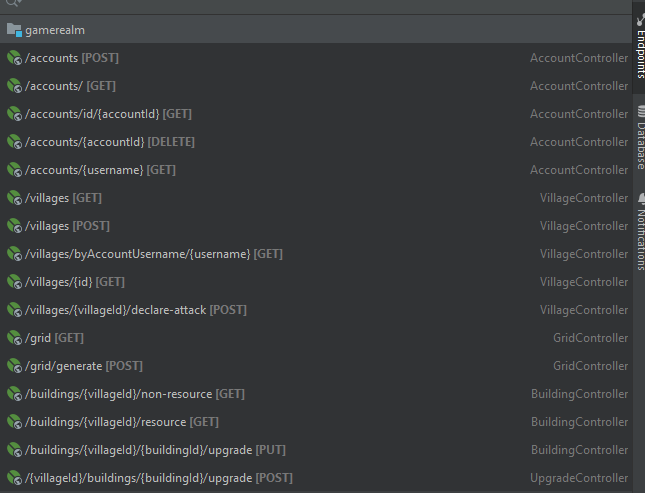 gamerealm
/accounts [POST] AccountController
/accounts/ [GET] AccountController
/accounts/id/{accountId} [GET] AccountController
/accounts/{accountId} [DELETE] AccountController
/accounts/{username} [GET] AccountController
/villages [GET] VillageController
/villages [POST] VillageController
/villages/byAccountUsername/{username} [GET] VillageController
/villages/{id} [GET] VillageController
/villages/{villageId}/declare-attack [POST] VillageController
/grid [GET] GridController
/grid/generate [POST] GridController
/buildings/{villageId}/non-resource [GET] BuildingController
/buildings/{villageId}/resource [GET] BuildingController
/buildings/{villageId}/{buildingId}/upgrade [PUT] BuildingController
/{villageId}/buildings/{buildingId}/upgrade [POST] UpgradeController
Endpoints
Database
Notifications